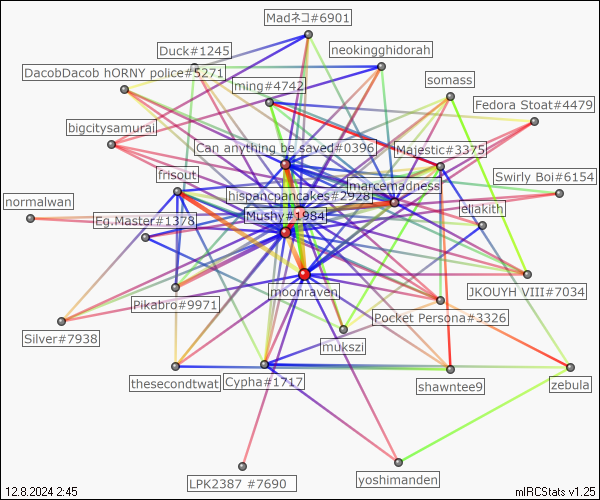 Madネコ#6901
Duck#1245
neokingghidorah
DacobDacob hORNY police#5271
ming#4742
somass
Fedora Stoat#4479
bigcitysamurai
Can anything be saved#0396
Majestic#3375
frisout
marcemadness
Swirly Boi#6154
hispancpancakes#2928
normalwan
Mushy#1984
eliakith
Eg.Master#1378
moonraven
JKOUYH VIII#7034
Pikabro#9971
Pocket Persona#3326
Silver#7938
mukszi
thesecondtwat
Cypha#1717
shawntee9
zebula
LPK2387 #7690
yoshimanden
12.8.2024 2:45
mIRCStats v1.25